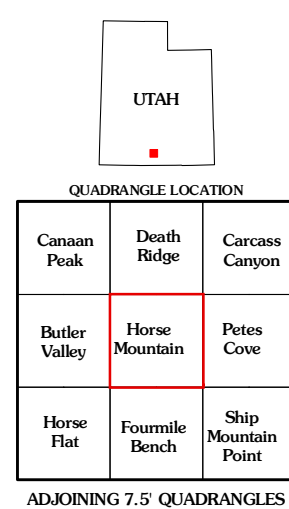 UTAH
QUADRANGLE LOCATION
Canaan
Peak
Death
Ridge
Carcass
Canyon
Butler
Valley
Horse
Mountain
Petes
Cove
Horse
Flat
Fourmile
Bench
Ship
Mountain
Point
ADJOINING 7.5' QUADRANGLES